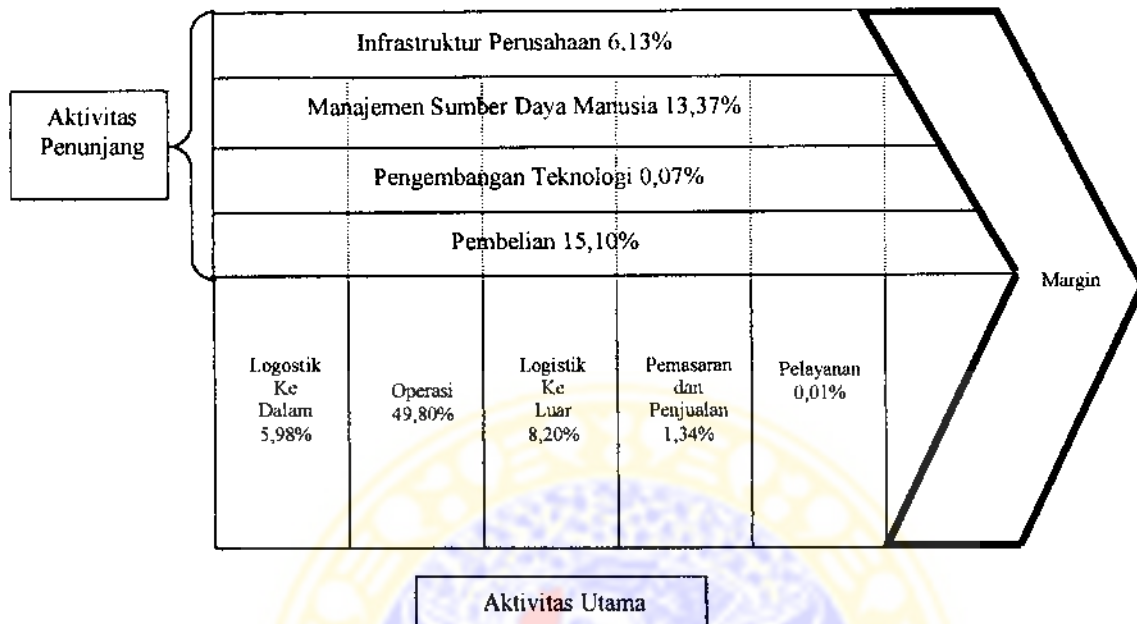 Infrastruktur Perusahaan 6,13%
Aktivitas
Penunjang
Manajemen Sumber Daya Manusia 13,37%
Pengembangan Teknologi 0,07%
Pembelian 15,10%
Margin
Logostik
Ke
Dalam
5,98%
Operasi
49,80%
Logistik
Ke
Luar
8,20%
Pemasaran
dan
Penjualan
1,34%
Pelayanan
0,01%
Aktivitas Utama